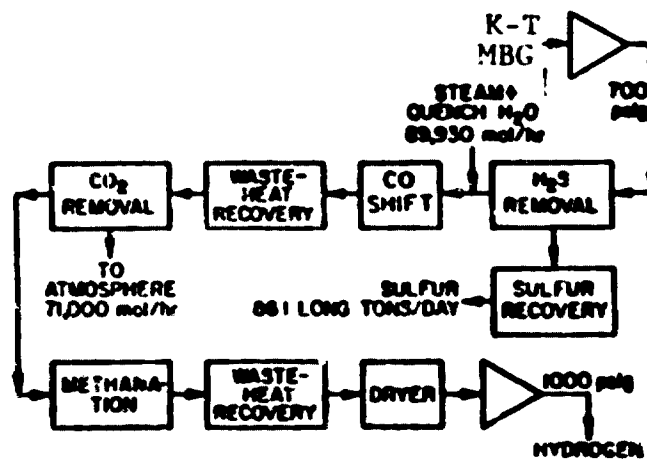 K-T
MBG
700
psig
STEAM+
QUENCH H2O
89,930 mol/hr
CO2
REMOVAL
WASTE-
HEAT
RECOVERY
CO
SHIFT
H2S
REMOVAL
TO
ATMOSPHERE
71,000 mol/hr
SULFUR
861 LONG TONS/DAY
SULFUR
RECOVERY
METHANA-
TION
WASTE-
HEAT
RECOVERY
DRYER
1000 psig
HYDROGEN